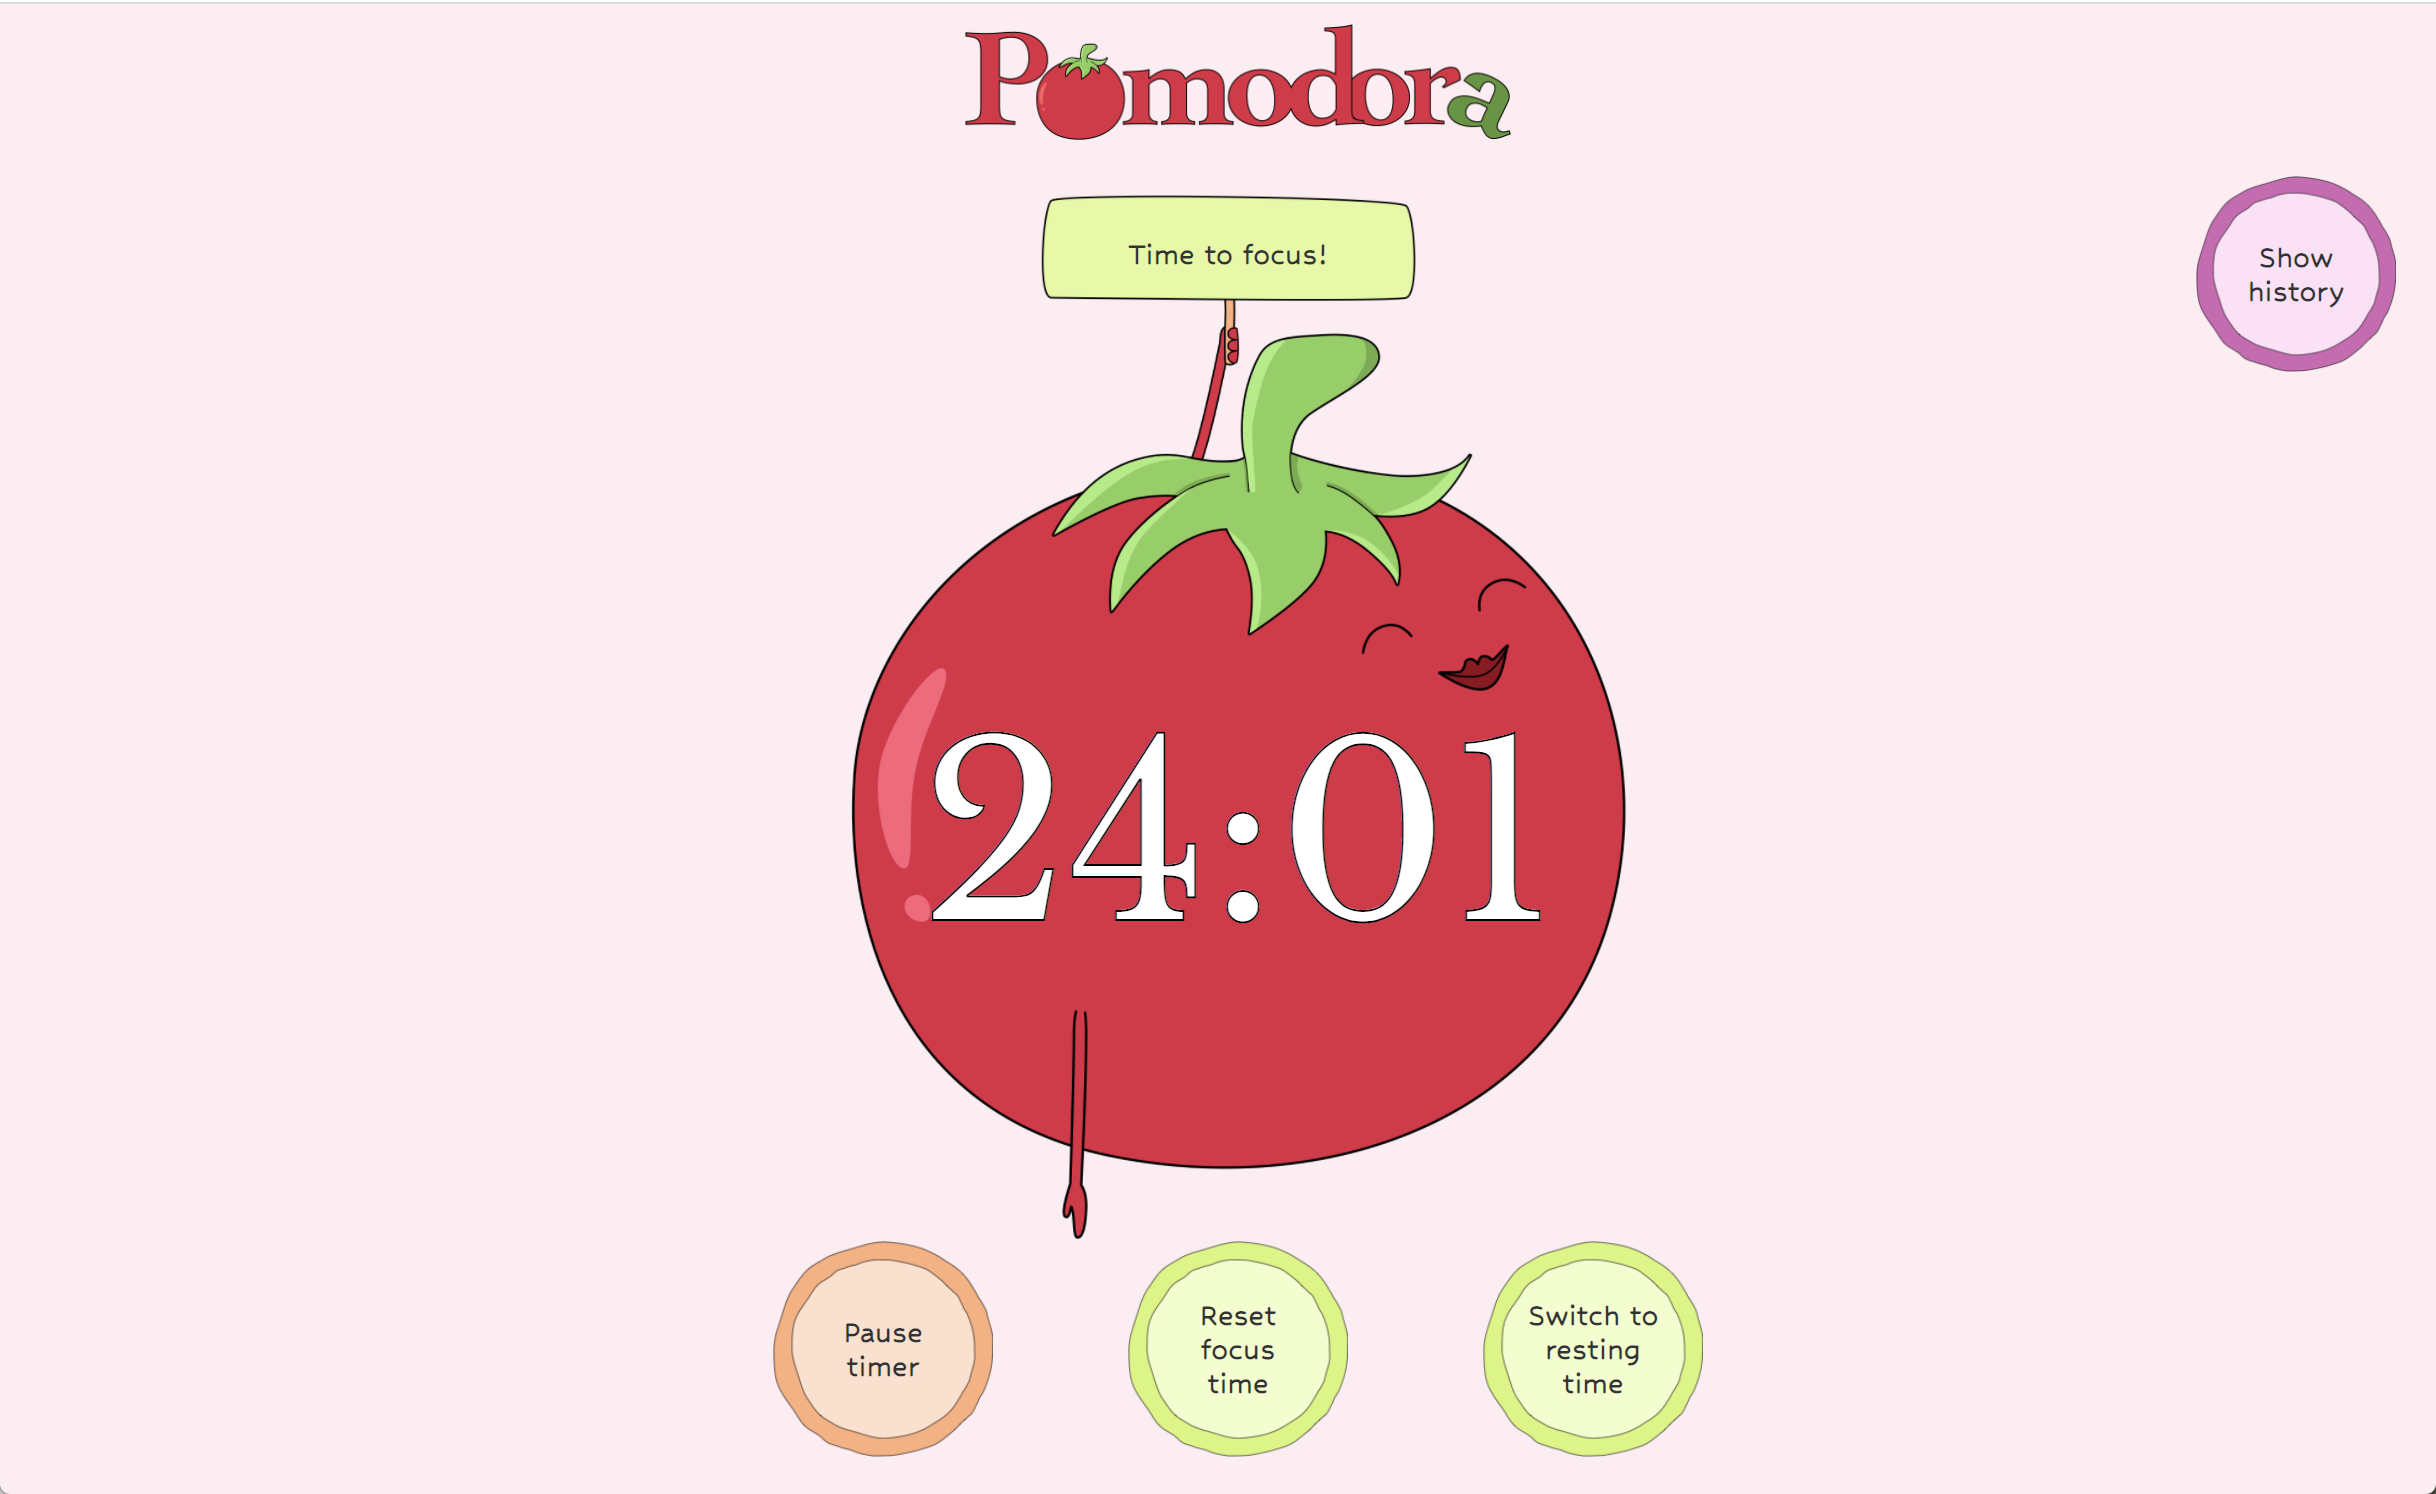 Pomodora
Time to focus!
Show
history
24:01
Pause
timer
Reset
focus
time
Switch to
resting
time